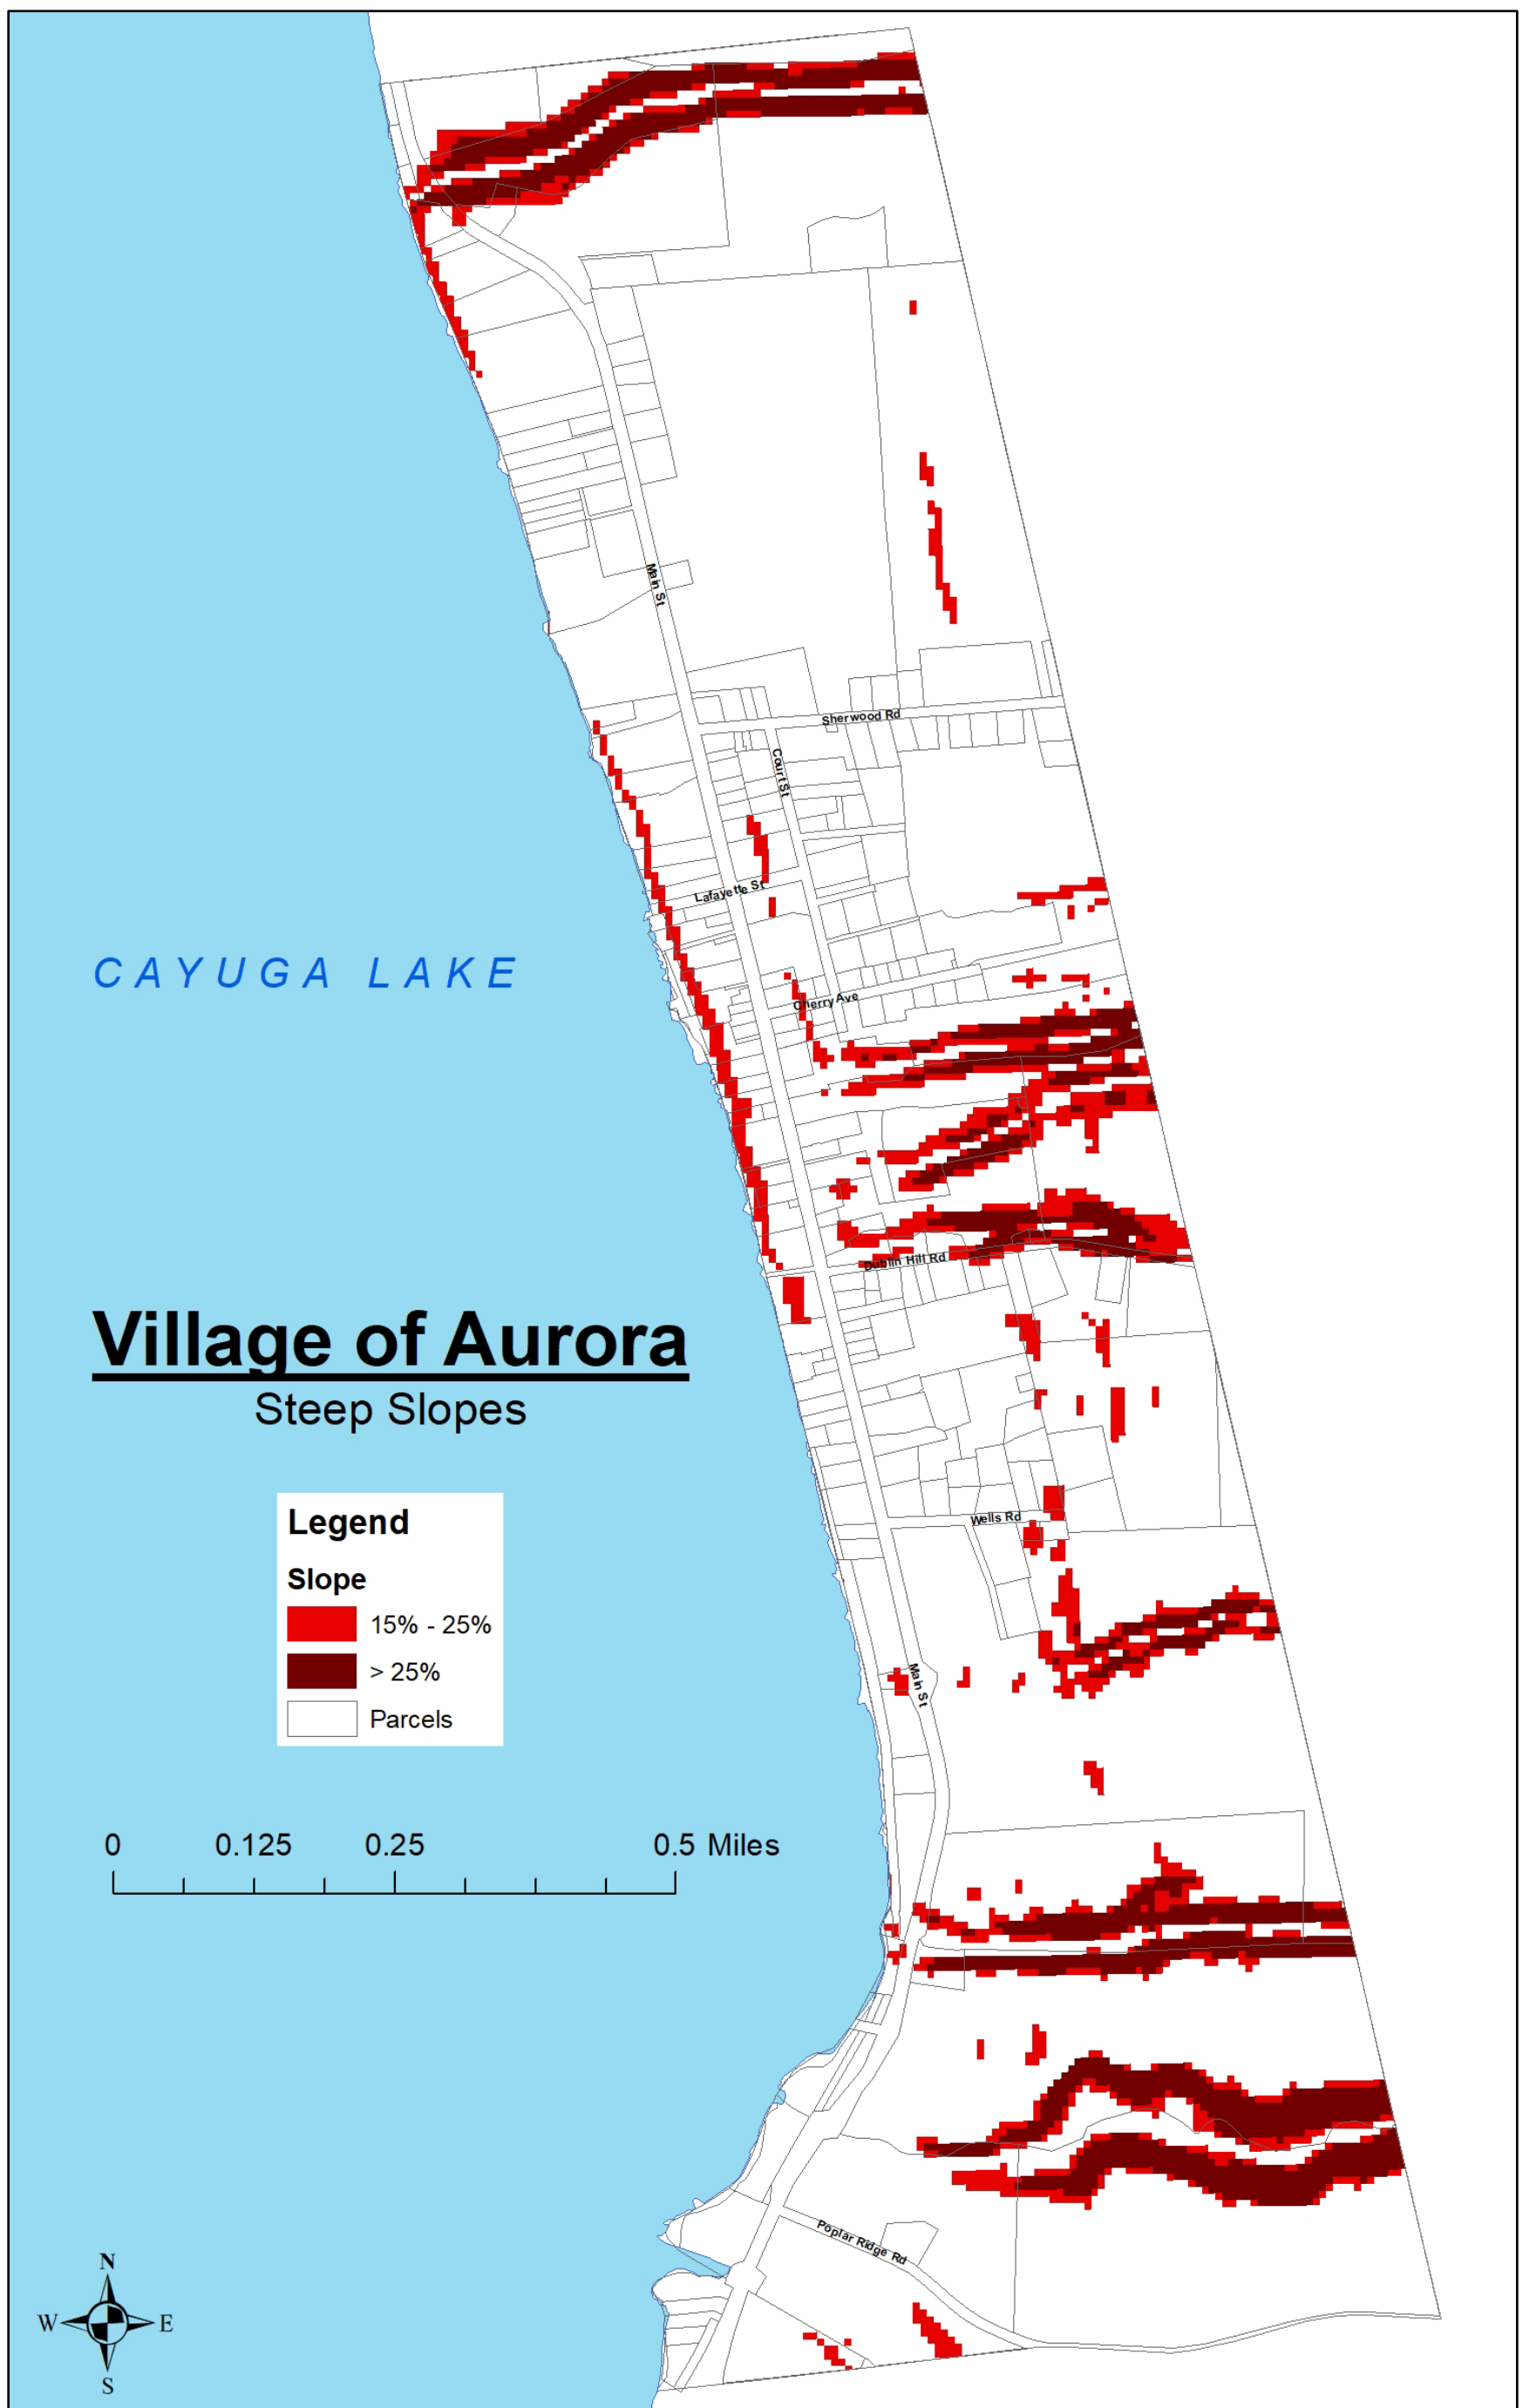 Main St
Sherwood Rd
Court St
Lafayette St
CAYUGA LAKE
Cherry Ave
Dublin Hill Rd
Village of Aurora
Steep Slopes
Legend
Slope
15% - 25%
> 25%
Parcels
Wells Rd
Main St
0 0.125 0.25 0.5 Miles
Poplar Ridge Rd
N
W E
S